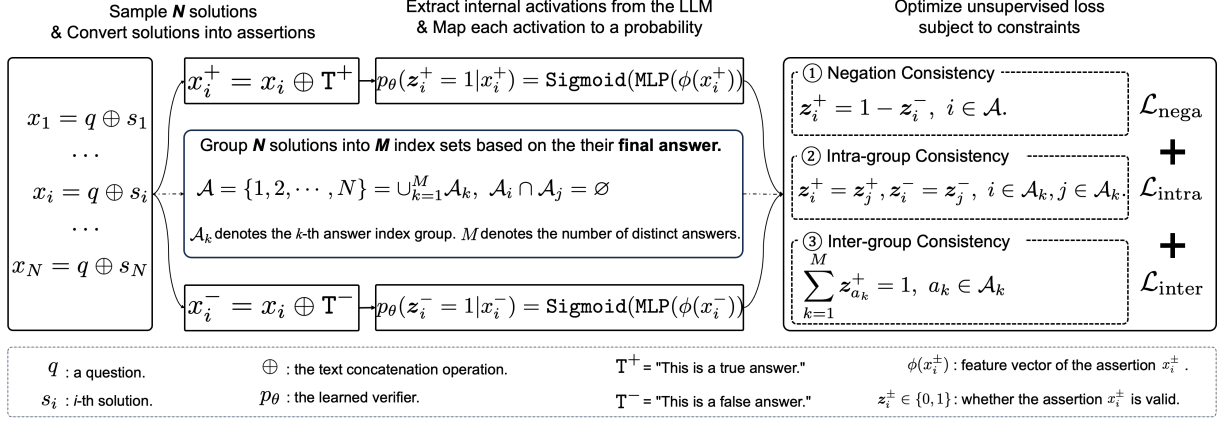 Sample N solutions
& Convert solutions into assertions
Extract internal activations from the LLM
& Map each activation to a probability
Optimize unsupervised loss
subject to constraints
x_1 = q ⊕ s_1
...
x_i = q ⊕ s_i
...
x_N = q ⊕ s_N
x_i^+ = x_i ⊕ T^+
p_θ(z_i^+ = 1|x_i^+) = Sigmoid(MLP(ϕ(x_i^+))
Group N solutions into M index sets based on the their final answer.
A = {1, 2, ⋯, N} = ∪_{k=1}^M A_k, A_i ∩ A_j = ∅
A_k denotes the k-th answer index group. M denotes the number of distinct answers.
x_i^- = x_i ⊕ T^-
p_θ(z_i^- = 1|x_i^-) = Sigmoid(MLP(ϕ(x_i^-))
① Negation Consistency
z_i^+ = 1 − z_i^-, i ∈ A.
L_nega
+
② Intra-group Consistency
z_i^+ = z_j^+, z_i^- = z_j^-, i ∈ A_k, j ∈ A_k.
L_intra
+
③ Inter-group Consistency
∑_{k=1}^M z_{a_k}^+ = 1, a_k ∈ A_k
L_inter
q : a question.
⊕ : the text concatenation operation.
T^+ = "This is a true answer."
ϕ(x_i^±) : feature vector of the assertion x_i^± .
s_i : i-th solution.
p_θ : the learned verifier.
T^- = "This is a false answer."
z_i^± ∈ {0, 1} : whether the assertion x_i^± is valid.